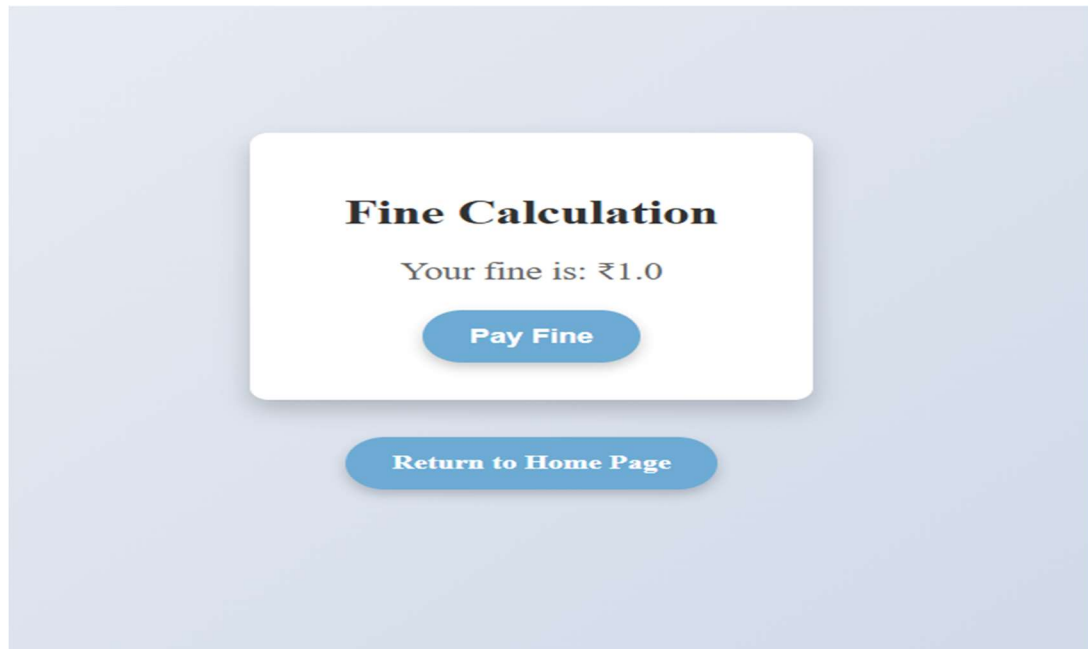 Fine Calculation
Your fine is: ₹1.0
Pay Fine
Return to Home Page